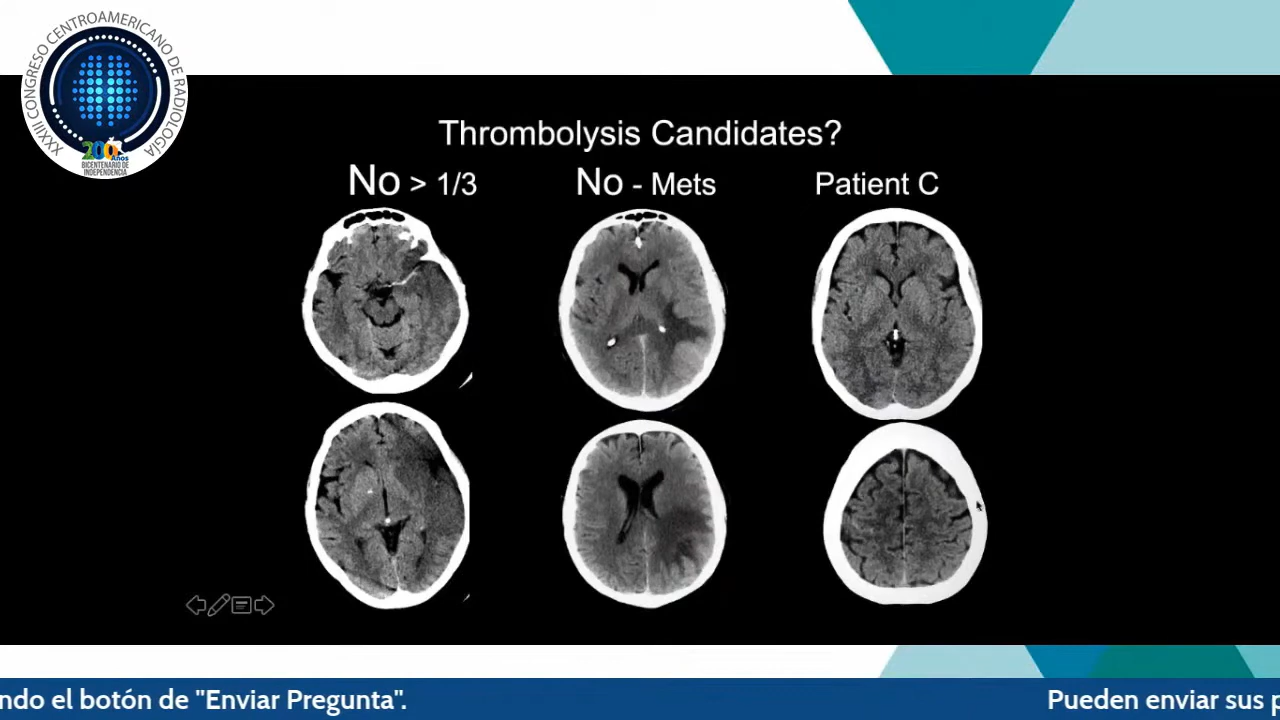 XXXIII CONGRESO CENTROAMERICANO DE RADIOLOGÍA
200 Años
BICENTENARIO DE
INDEPENDENCIA
Thrombolysis Candidates?
No > 1/3
No - Mets
Patient C
ndo el botón de "Enviar Pregunta".
Pueden enviar sus p